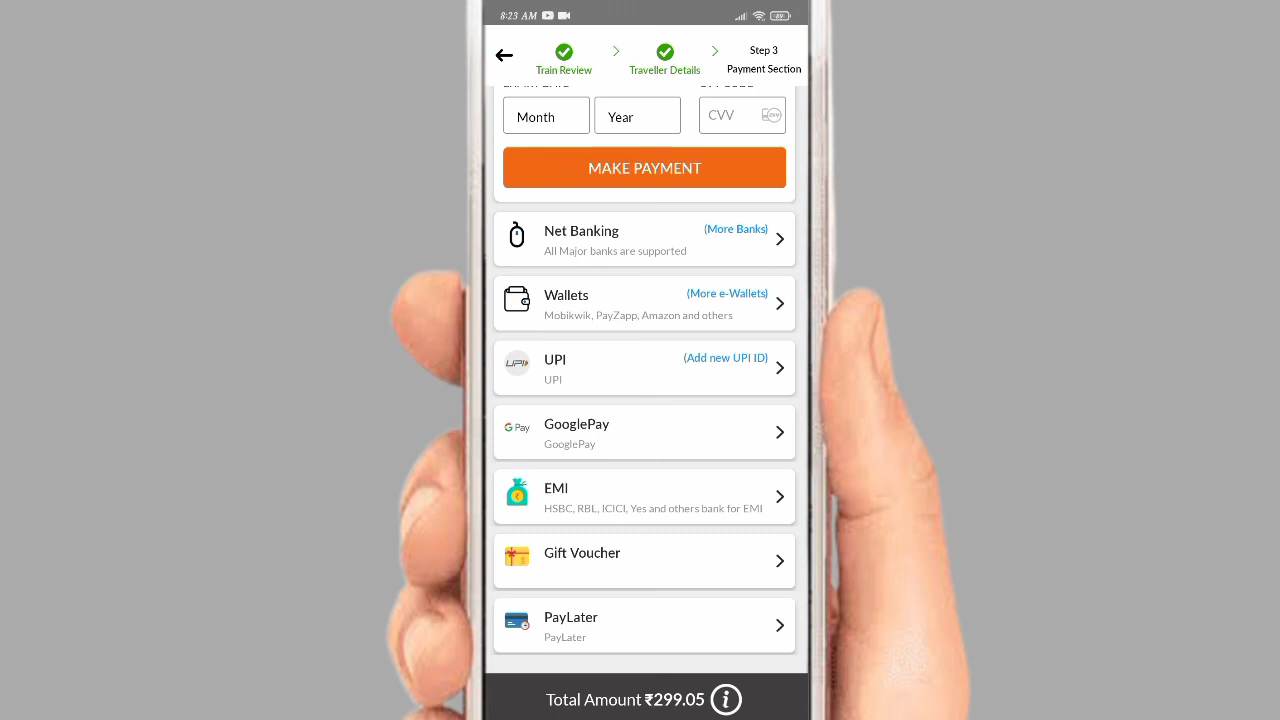 8:23 AM
89
Step 3
Train Review
Traveller Details
Payment Section
Month
Year
CVV
MAKE PAYMENT
Net Banking
(More Banks)
All Major banks are supported
Wallets
(More e-Wallets)
Mobikwik, PayZapp, Amazon and others
UPI
UPI
(Add new UPI ID)
UPI
G Pay
GooglePay
GooglePay
EMI
HSBC, RBL, ICICI, Yes and others bank for EMI
Gift Voucher
PayLater
PayLater
Total Amount ₹299.05